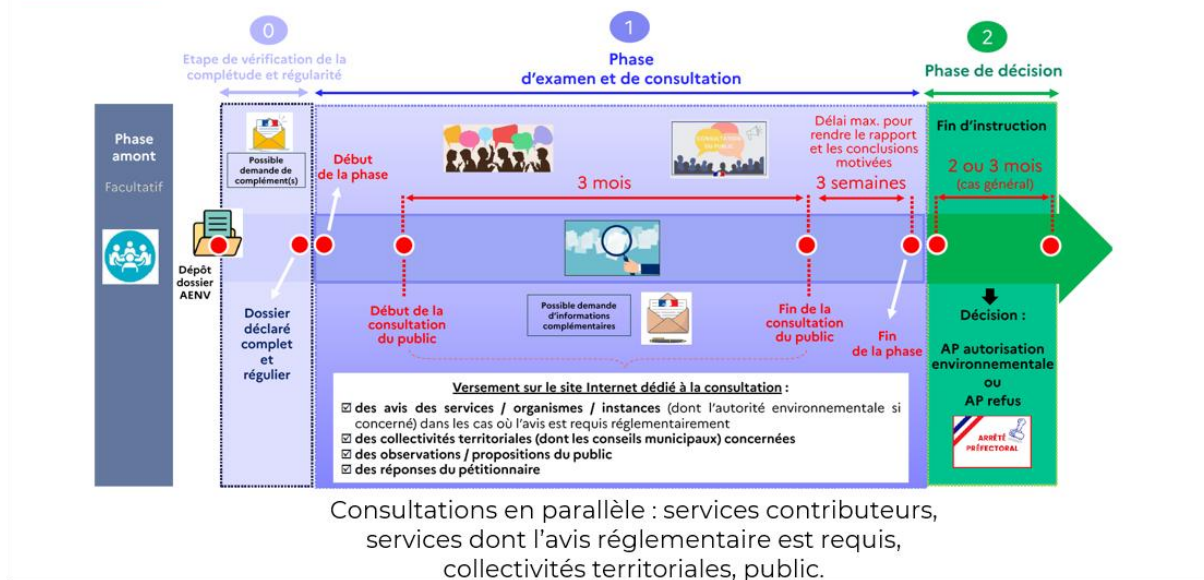 0
Etape de vérification de la
complétude et régularité
1
Phase
d'examen et de consultation
2
Phase de décision
Phase
amont
Facultatif
Possible
demande de
complément(s)
Début
de la phase
3 mois
CONSULTATION
DU PUBLIC
Délai max. pour
rendre le rapport
et les conclusions
motivées
3 semaines
Fin d'instruction
2 ou 3 mois
(cas général)
Dépôt
dossier
AENV
Dossier
déclaré
complet
et
régulier
Début de la
consultation
du public
Possible demande
d'informations
complémentaires
Fin de la
consultation
du public
Fin
de la phase
Décision :
AP autorisation
environnementale
ou
AP refus
ARRÊTÉ
PRÉFECTORAL
Versement sur le site Internet dédié à la consultation :
☑ des avis des services / organismes / instances (dont l'autorité environnementale si
concerné) dans les cas où l'avis est requis réglementairement
☑ des collectivités territoriales (dont les conseils municipaux) concernées
☑ des observations / propositions du public
☑ des réponses du pétitionnaire
Consultations en parallèle : services contributeurs,
services dont l'avis réglementaire est requis,
collectivités territoriales, public.